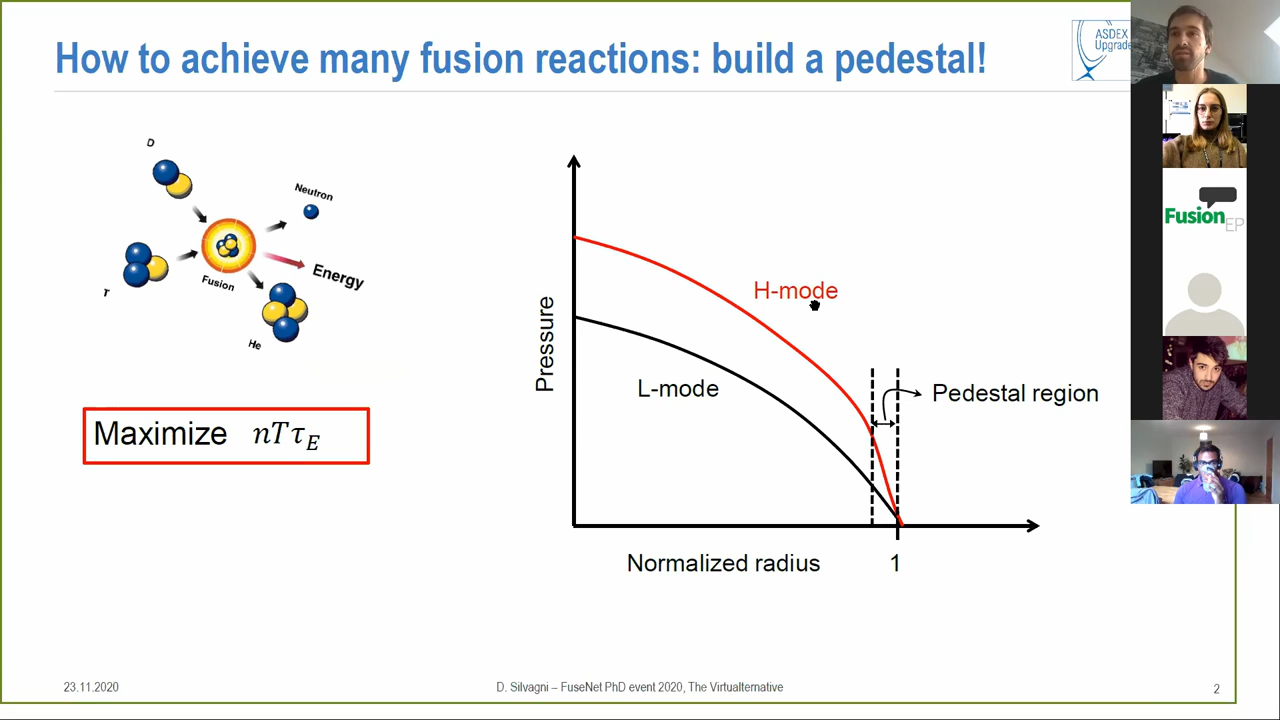 How to achieve many fusion reactions: build a pedestal!
ASDEX
Upgrade
D
Neutron
Energy
Fusion
T
He
Maximize nTτ_E
Pressure
H-mode
L-mode
Pedestal region
Normalized radius
1
Fusion
EP
23.11.2020
D. Silvagni – FuseNet PhD event 2020, The Virtualternative
2